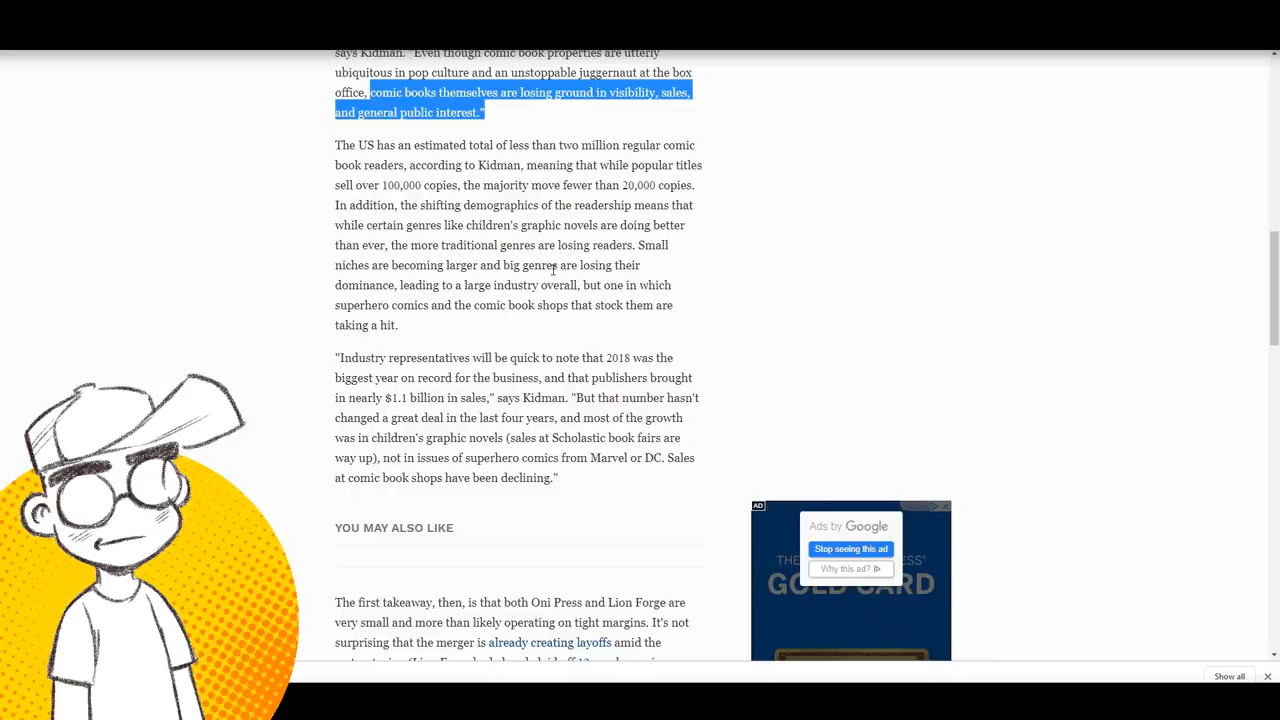 says Kidman. "Even though comic book properties are utterly
ubiquitous in pop culture and an unstoppable juggernaut at the box
office, comic books themselves are losing ground in visibility, sales,
and general public interest."
The US has an estimated total of less than two million regular comic
book readers, according to Kidman, meaning that while popular titles
sell over 100,000 copies, the majority move fewer than 20,000 copies.
In addition, the shifting demographics of the readership means that
while certain genres like children's graphic novels are doing better
than ever, the more traditional genres are losing readers. Small
niches are becoming larger and big genres are losing their
dominance, leading to a large industry overall, but one in which
superhero comics and the comic book shops that stock them are
taking a hit.
"Industry representatives will be quick to note that 2018 was the
biggest year on record for the business, and that publishers brought
in nearly $1.1 billion in sales," says Kidman. "But that number hasn't
changed a great deal in the last four years, and most of the growth
was in children's graphic novels (sales at Scholastic book fairs are
way up), not in issues of superhero comics from Marvel or DC. Sales
at comic book shops have been declining."
YOU MAY ALSO LIKE
The first takeaway, then, is that both Oni Press and Lion Forge are
very small and more than likely operating on tight margins. It's not
surprising that the merger is already creating layoffs amid the
AD
Ads by Google
Stop seeing this ad
Why this ad?
GOLD CARD
Show all